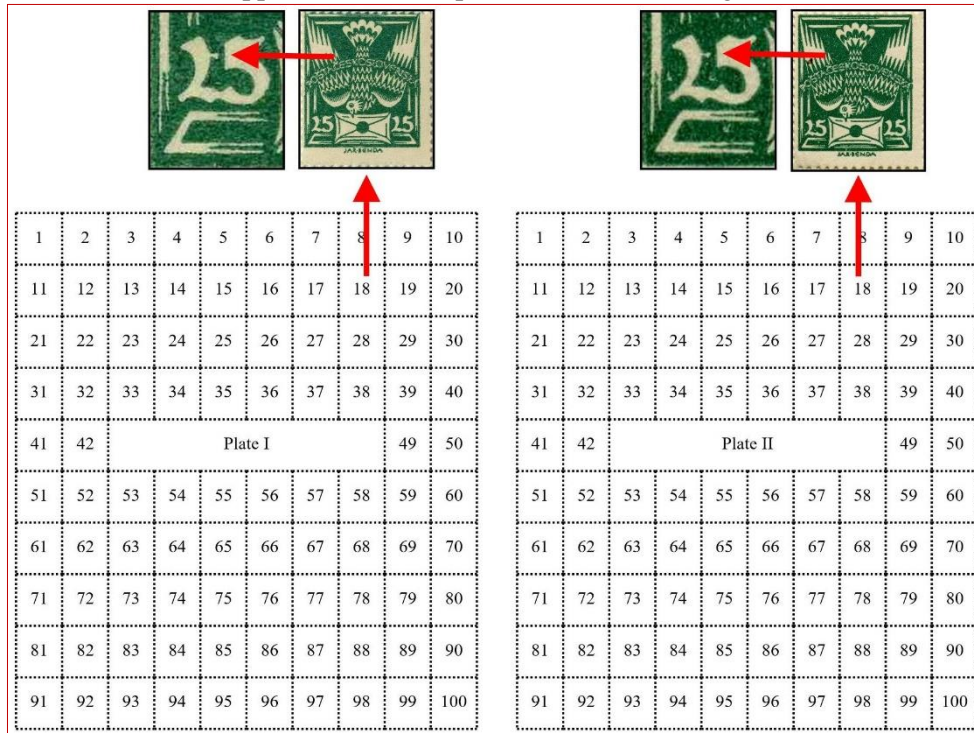 25
25 25
JAR·BENDA
25
25 25
JAR·BENDA
1 2 3 4 5 6 7 8 9 10
11 12 13 14 15 16 17 18 19 20
21 22 23 24 25 26 27 28 29 30
31 32 33 34 35 36 37 38 39 40
41 42 Plate I 49 50
51 52 53 54 55 56 57 58 59 60
61 62 63 64 65 66 67 68 69 70
71 72 73 74 75 76 77 78 79 80
81 82 83 84 85 86 87 88 89 90
91 92 93 94 95 96 97 98 99 100
1 2 3 4 5 6 7 8 9 10
11 12 13 14 15 16 17 18 19 20
21 22 23 24 25 26 27 28 29 30
31 32 33 34 35 36 37 38 39 40
41 42 Plate II 49 50
51 52 53 54 55 56 57 58 59 60
61 62 63 64 65 66 67 68 69 70
71 72 73 74 75 76 77 78 79 80
81 82 83 84 85 86 87 88 89 90
91 92 93 94 95 96 97 98 99 100